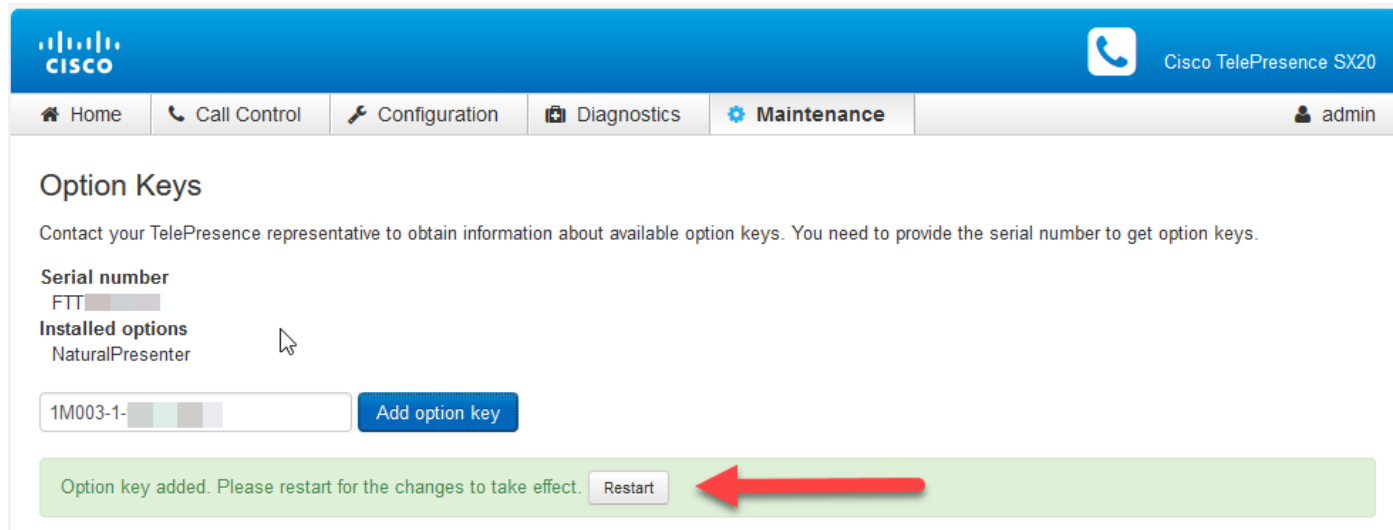 CISCO
Cisco TelePresence SX20
Home Call Control Configuration Diagnostics Maintenance admin
Option Keys
Contact your TelePresence representative to obtain information about available option keys. You need to provide the serial number to get option keys.
Serial number
FTT
Installed options
NaturalPresenter
1M003-1- Add option key
Option key added. Please restart for the changes to take effect. Restart